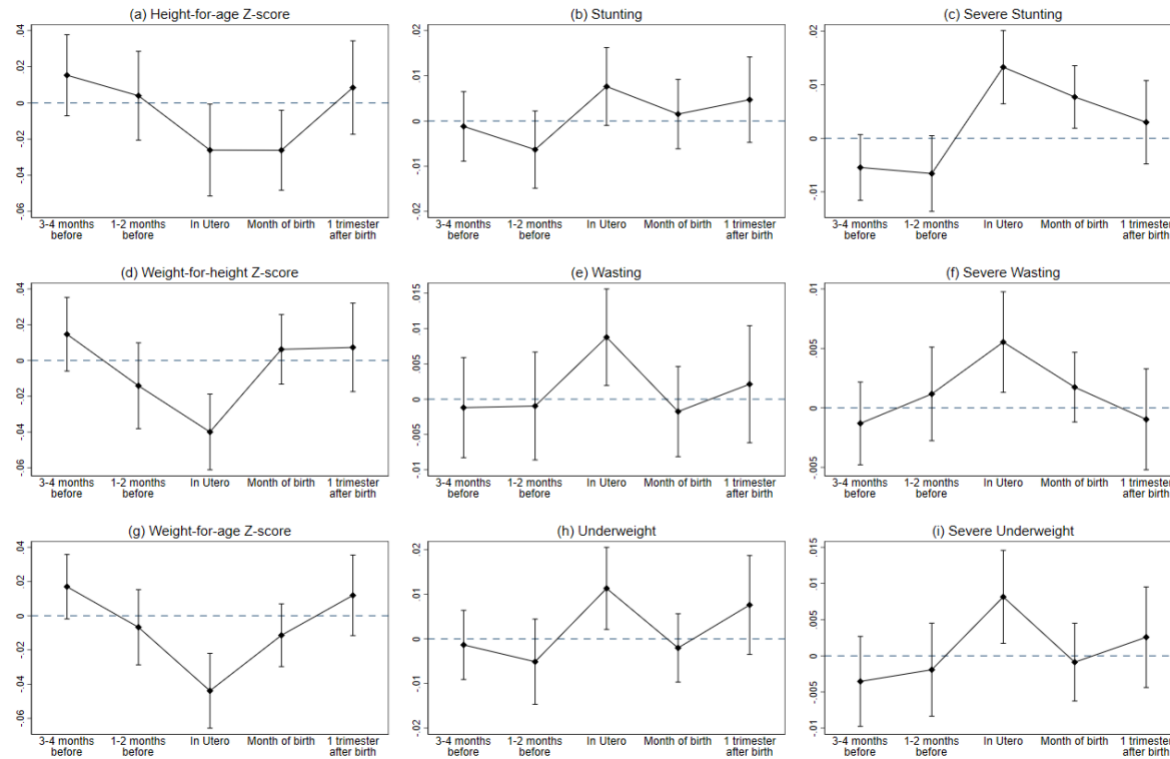 (a) Height-for-age Z-score
.04
.02
0
-.02
-.04
-.06
3-4 months before
1-2 months before
In Utero
Month of birth
1 trimester after birth
(b) Stunting
.02
.01
0
-.01
-.02
3-4 months before
1-2 months before
In Utero
Month of birth
1 trimester after birth
(c) Severe Stunting
.02
.01
0
-.01
3-4 months before
1-2 months before
In Utero
Month of birth
1 trimester after birth
(d) Weight-for-height Z-score
.04
.02
0
-.02
-.04
-.06
3-4 months before
1-2 months before
In Utero
Month of birth
1 trimester after birth
(e) Wasting
.015
.01
.005
0
-.005
-.01
3-4 months before
1-2 months before
In Utero
Month of birth
1 trimester after birth
(f) Severe Wasting
.01
.005
0
-.005
3-4 months before
1-2 months before
In Utero
Month of birth
1 trimester after birth
(g) Weight-for-age Z-score
.04
.02
0
-.02
-.04
-.06
3-4 months before
1-2 months before
In Utero
Month of birth
1 trimester after birth
(h) Underweight
.02
.01
0
-.01
-.02
3-4 months before
1-2 months before
In Utero
Month of birth
1 trimester after birth
(i) Severe Underweight
.015
.01
.005
0
-.005
-.01
3-4 months before
1-2 months before
In Utero
Month of birth
1 trimester after birth